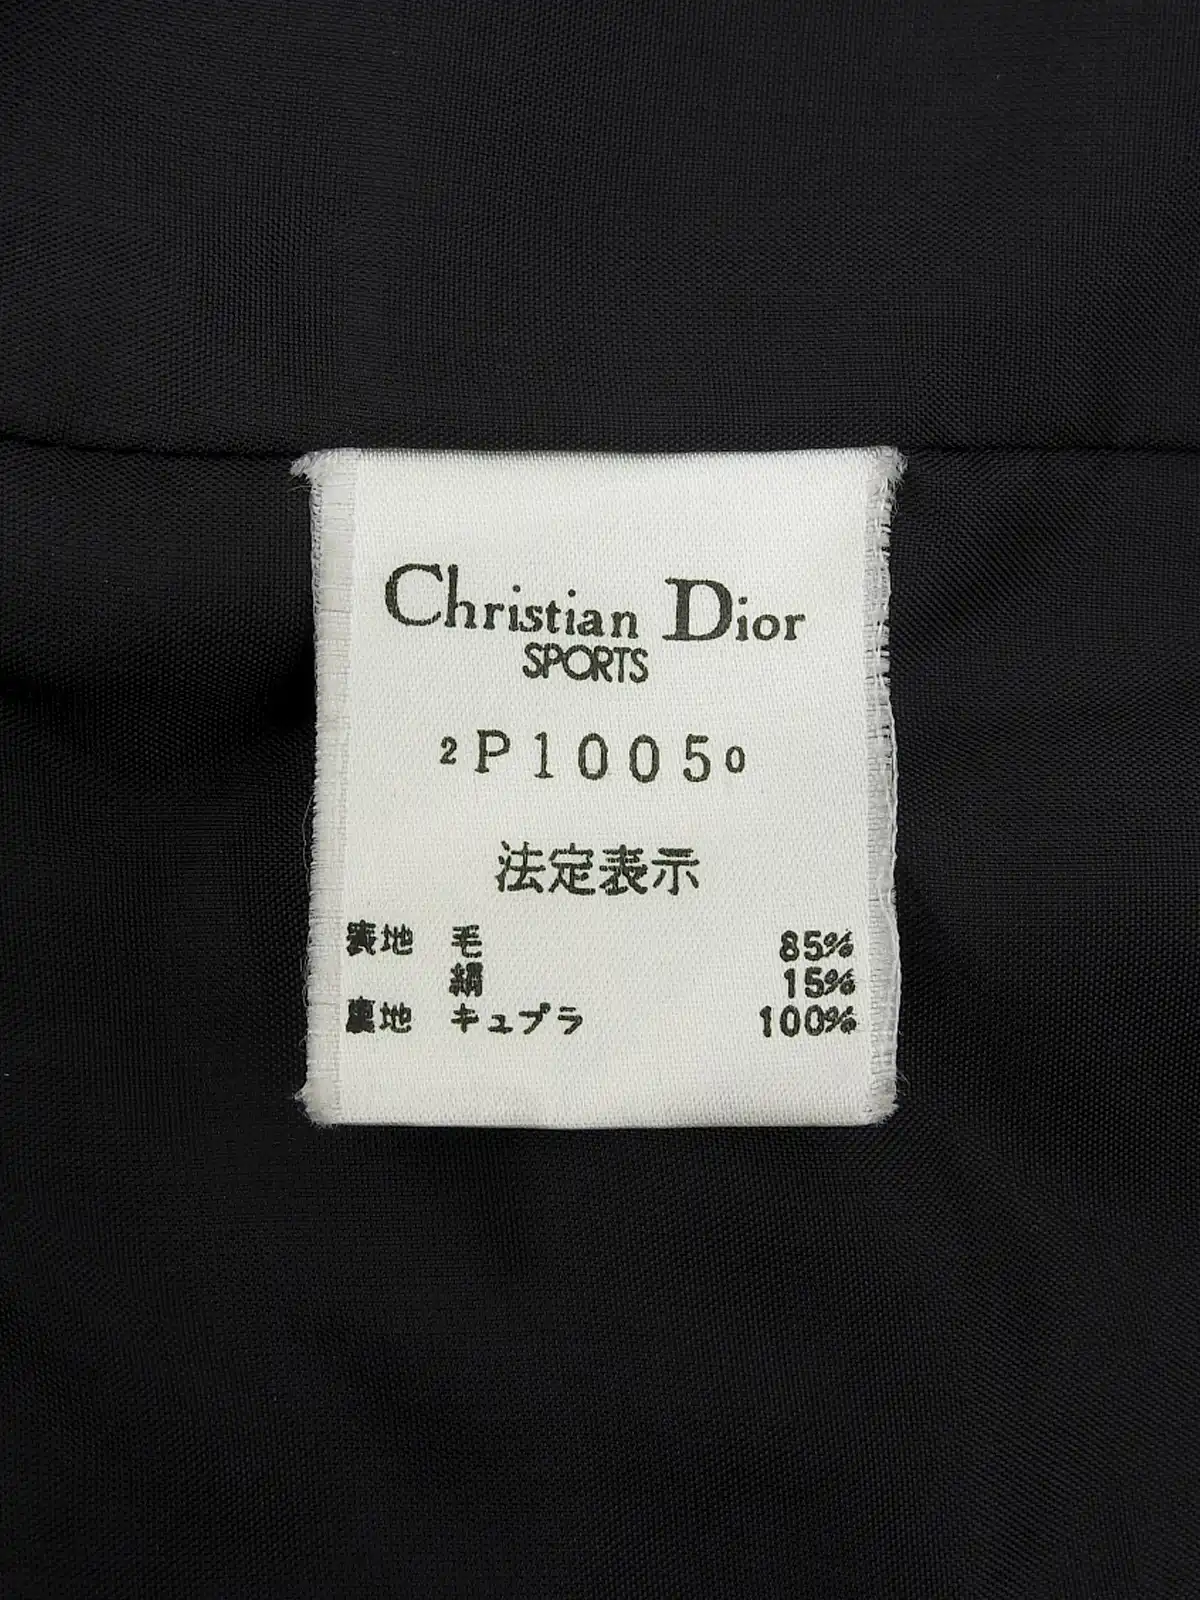 Christian Dior
SPORTS
2P10050
法定表示
表地 毛 85%
絹 15%
裏地 キュプラ 100%